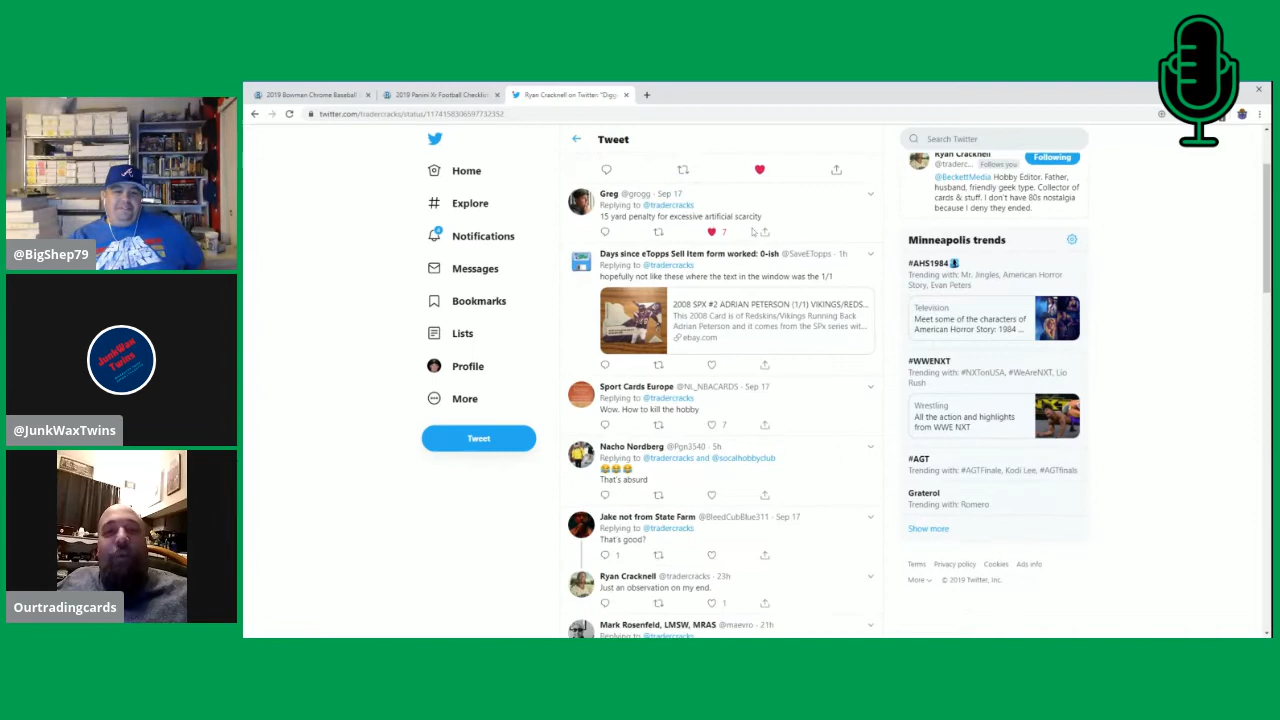 @BigShep79
JunkWax
Twins
@JunkWaxTwins
Ourtradingcards
2019 Bowman Chrome Baseball
2019 Panini Xr Football Checklis
Ryan Cracknell on Twitter: "Digg
twitter.com/tradercracks/status/1174158306597732352
Home
Explore
Notifications
Messages
Bookmarks
Lists
Profile
More
Tweet
Tweet
Greg @grogg · Sep 17
Replying to @tradercracks
15 yard penalty for excessive artificial scarcity
7
Days since eTopps Sell Item form worked: 0-ish @SaveETopps · 1h
Replying to @tradercracks
hopefully not like these where the text in the window was the 1/1
2008 SPX #2 ADRIAN PETERSON (1/1) VIKINGS/REDS...
This 2008 Card is of Redskins/Vikings Running Back
Adrian Peterson and it comes from the SPx series wit...
ebay.com
Sport Cards Europe @NL_NBACARDS · Sep 17
Replying to @tradercracks
Wow. How to kill the hobby
7
Nacho Nordberg @Pgn3540 · 5h
Replying to @tradercracks and @socalhobbyclub
😂😂😂
That's absurd
Jake not from State Farm @BleedCubBlue311 · Sep 17
Replying to @tradercracks
That's good?
1
Ryan Cracknell @tradercracks · 23h
Just an observation on my end.
1
Mark Rosenfeld, LMSW, MRAS @maevro · 21h
Replying to @tradercracks
Search Twitter
Ryan Cracknell
@traderc... Follows you
Following
@BeckettMedia Hobby Editor. Father,
husband, friendly geek type. Collector of
cards & stuff. I don't have 80s nostalgia
because I deny they ended.
Minneapolis trends
#AHS1984
Trending with: Mr. Jingles, American Horror
Story, Evan Peters
Television
Meet some of the characters of
American Horror Story: 1984 ...
#WWENXT
Trending with: #NXTonUSA, #WeAreNXT, Lio
Rush
Wrestling
All the action and highlights
from WWE NXT
#AGT
Trending with: #AGTFinale, Kodi Lee, #AGTfinals
Graterol
Trending with: Romero
Show more
Terms Privacy policy Cookies Ads info
More © 2019 Twitter, Inc.